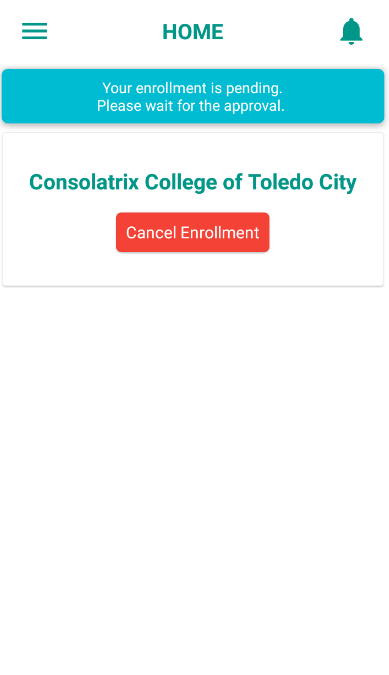 HOME
Your enrollment is pending.
Please wait for the approval.
Consolatrix College of Toledo City
Cancel Enrollment